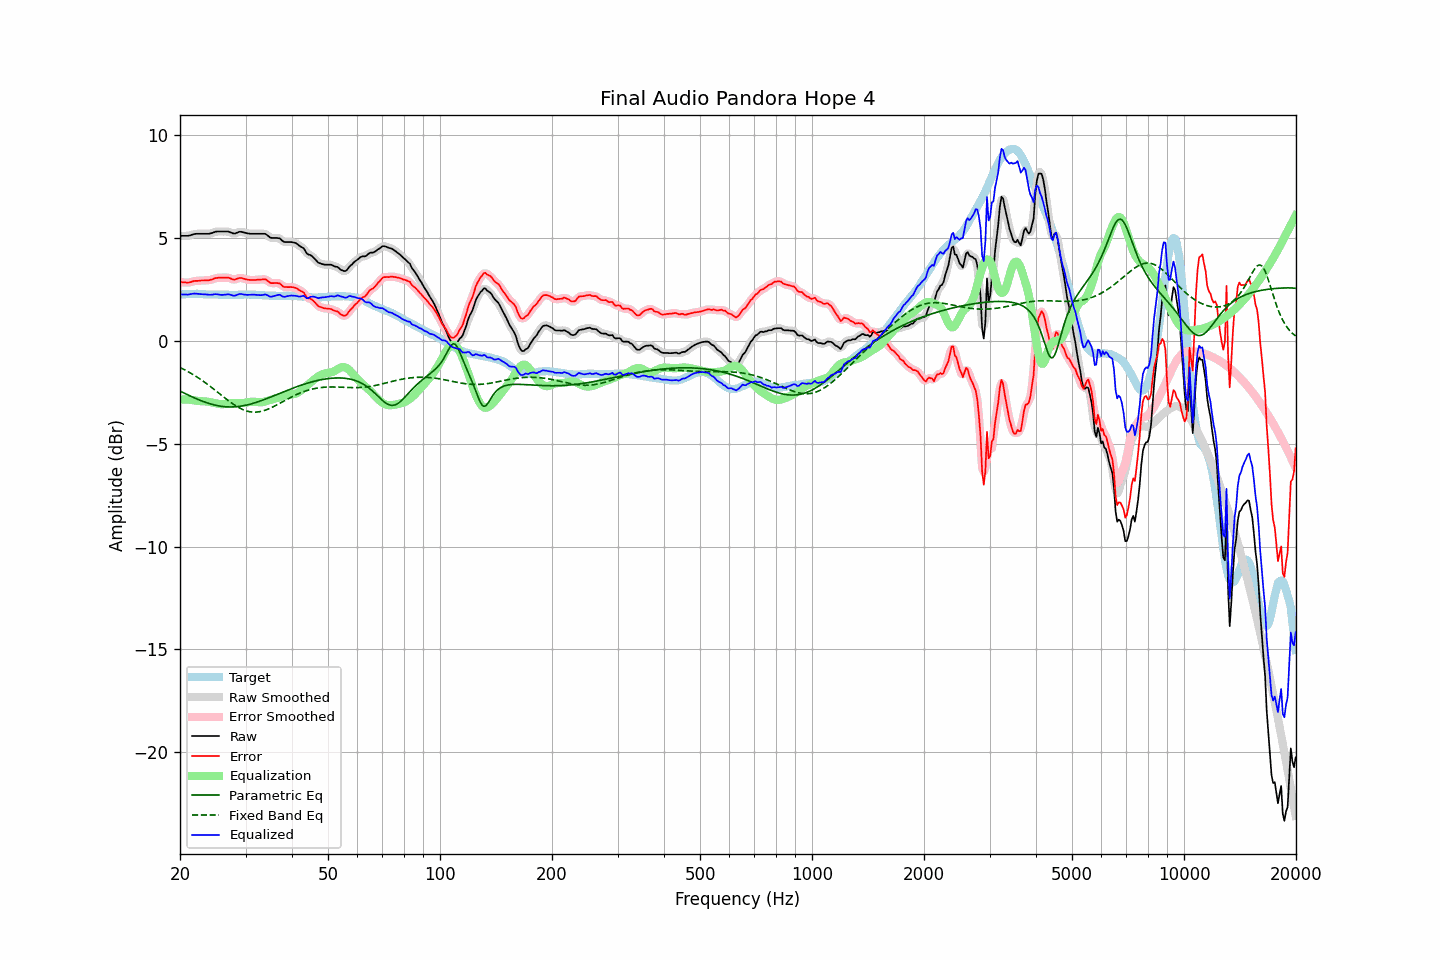 Final Audio Pandora Hope 4
10
5
0
−5
−10
−15
−20
Amplitude (dBr)
Target
Raw Smoothed
Error Smoothed
Raw
Error
Equalization
Parametric Eq
Fixed Band Eq
Equalized
20 50 100 200 500 1000 2000 5000 10000 20000
Frequency (Hz)